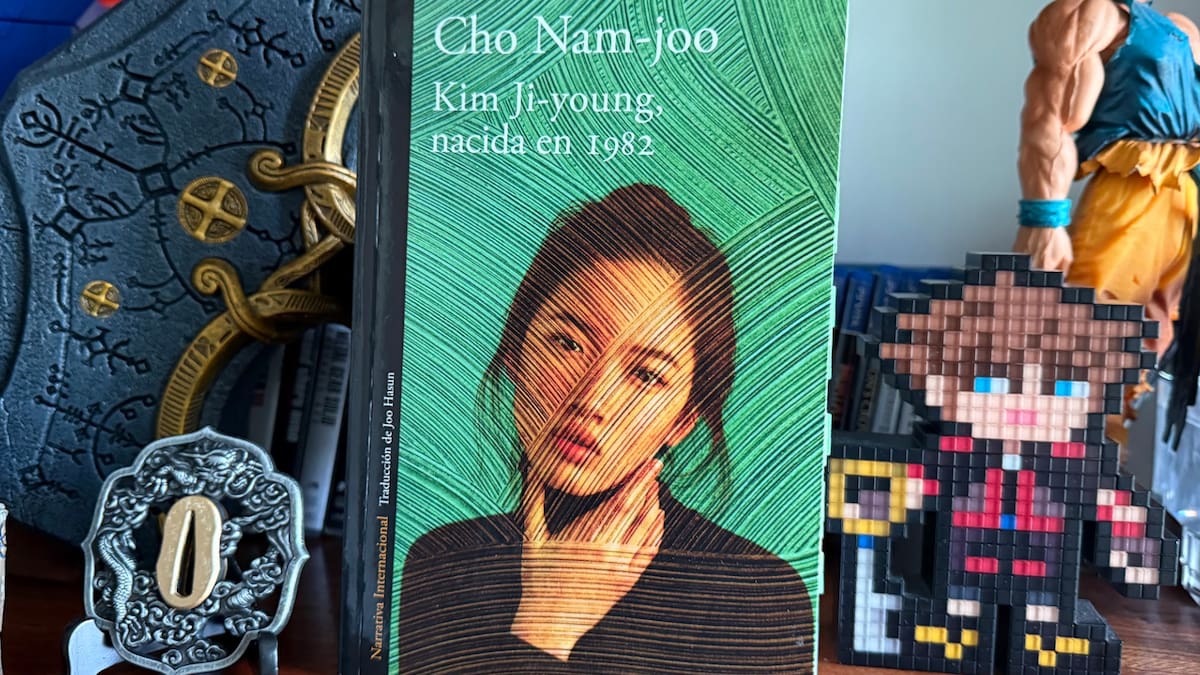 Cho Nam-joo
Kim Ji-young,
nacida en 1982
Narrativa Internacional Traducción de Joo Hasun